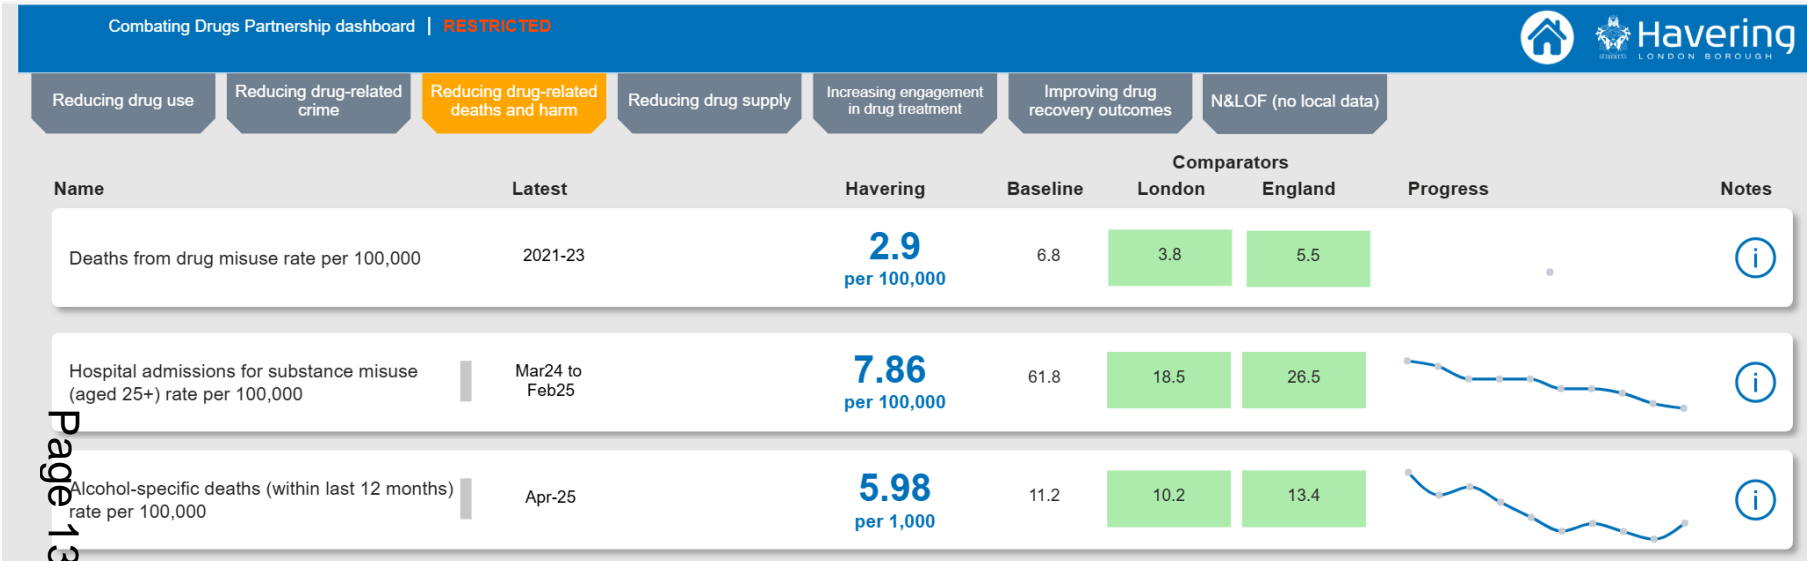 Combating Drugs Partnership dashboard | RESTRICTED
Havering
LONDON BOROUGH
Reducing drug use
Reducing drug-related
crime
Reducing drug-related
deaths and harm
Reducing drug supply
Increasing engagement
in drug treatment
Improving drug
recovery outcomes
N&LOF (no local data)
Comparators
Name Latest Havering Baseline London England Progress Notes
Deaths from drug misuse rate per 100,000
2021-23
2.9
per 100,000
6.8
3.8
5.5
i
Hospital admissions for substance misuse
(aged 25+) rate per 100,000
Mar24 to
Feb25
7.86
per 100,000
61.8
18.5
26.5
i
Alcohol-specific deaths (within last 12 months)
rate per 100,000
Apr-25
5.98
per 1,000
11.2
10.2
13.4
i
Page 13